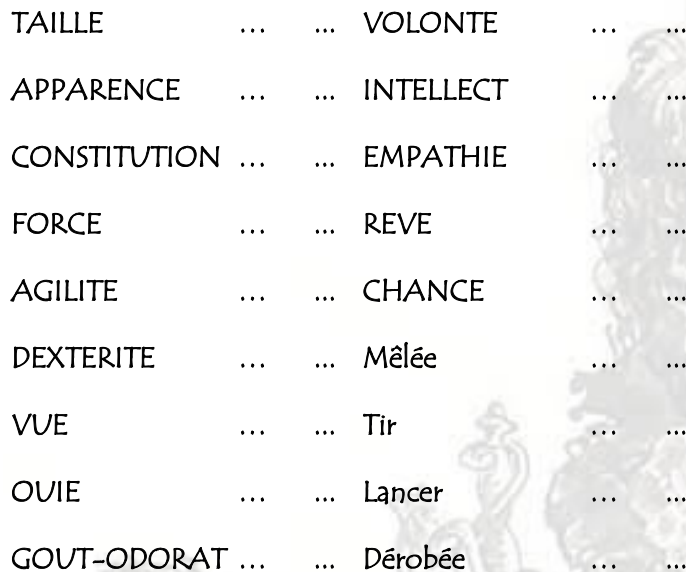 TAILLE ... ... VOLONTE ... ...
APPARENCE ... ... INTELLECT ... ...
CONSTITUTION ... ... EMPATHIE ... ...
FORCE ... ... REVE ... ...
AGILITE ... ... CHANCE ... ...
DEXTERITE ... ... Mêlée ... ...
VUE ... ... Tir ... ...
OUIE ... ... Lancer ... ...
GOUT-ODORAT ... ... Dérobée ... ...